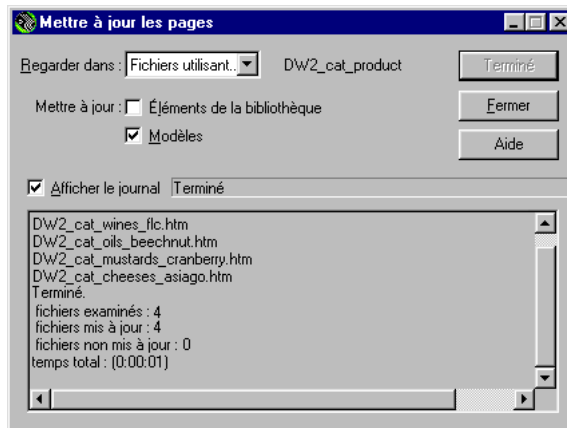 Mettre à jour les pages
Regarder dans : Fichiers utilisant.. DW2_cat_product Terminé
Mettre à jour : Éléments de la bibliothèque Fermer
Modèles Aide
Afficher le journal Terminé
DW2_cat_wines_flc.htm
DW2_cat_oils_beechnut.htm
DW2_cat_mustards_cranberry.htm
DW2_cat_cheeses_asiago.htm
Terminé.
fichiers examinés : 4
fichiers mis à jour : 4
fichiers non mis à jour : 0
temps total : (0:00:01)